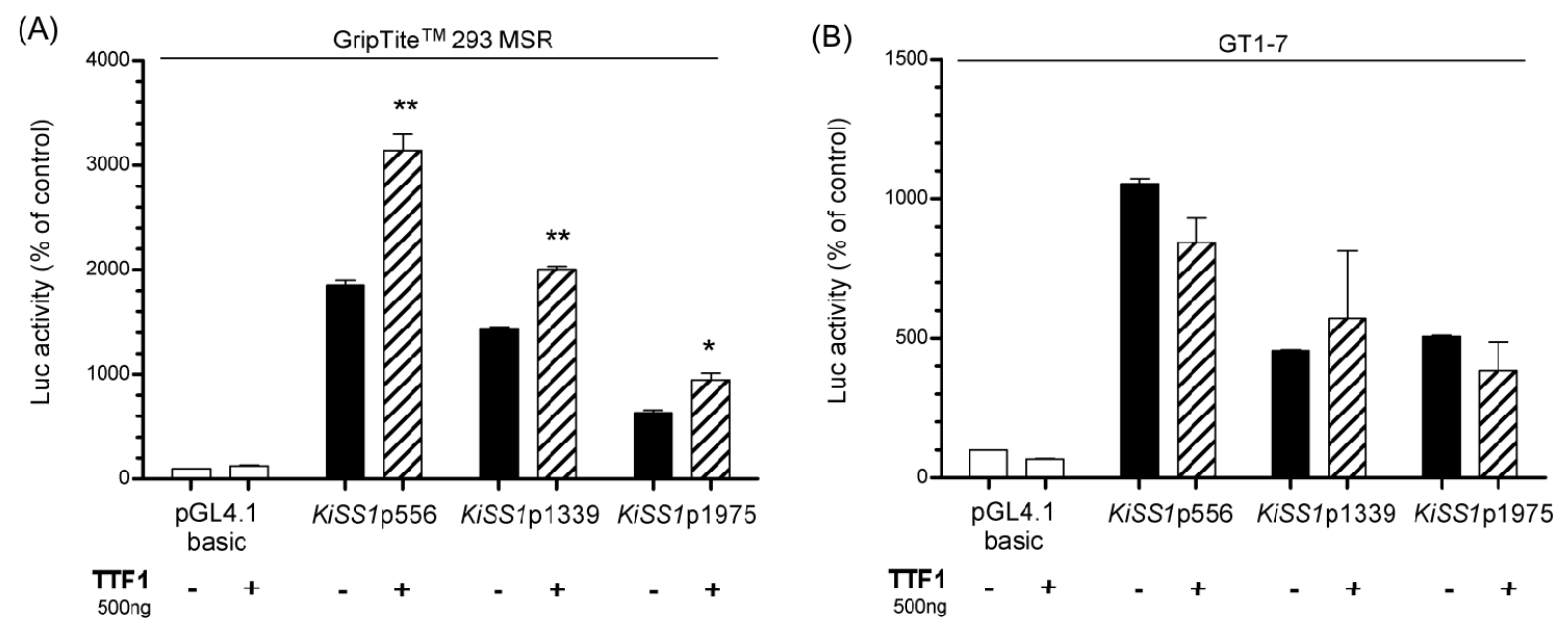 (A)
GripTite™ 293 MSR
Luc activity (% of control)
4000
3000
2000
1000
0
**
**
*
pGL4.1
basic
KiSS1p556
KiSS1p1339
KiSS1p1975
TTF1
500ng
- + - + - + - +
(B)
GT1-7
Luc activity (% of control)
1500
1000
500
0
pGL4.1
basic
KiSS1p556
KiSS1p1339
KiSS1p1975
TTF1
500ng
- + - + - + - +